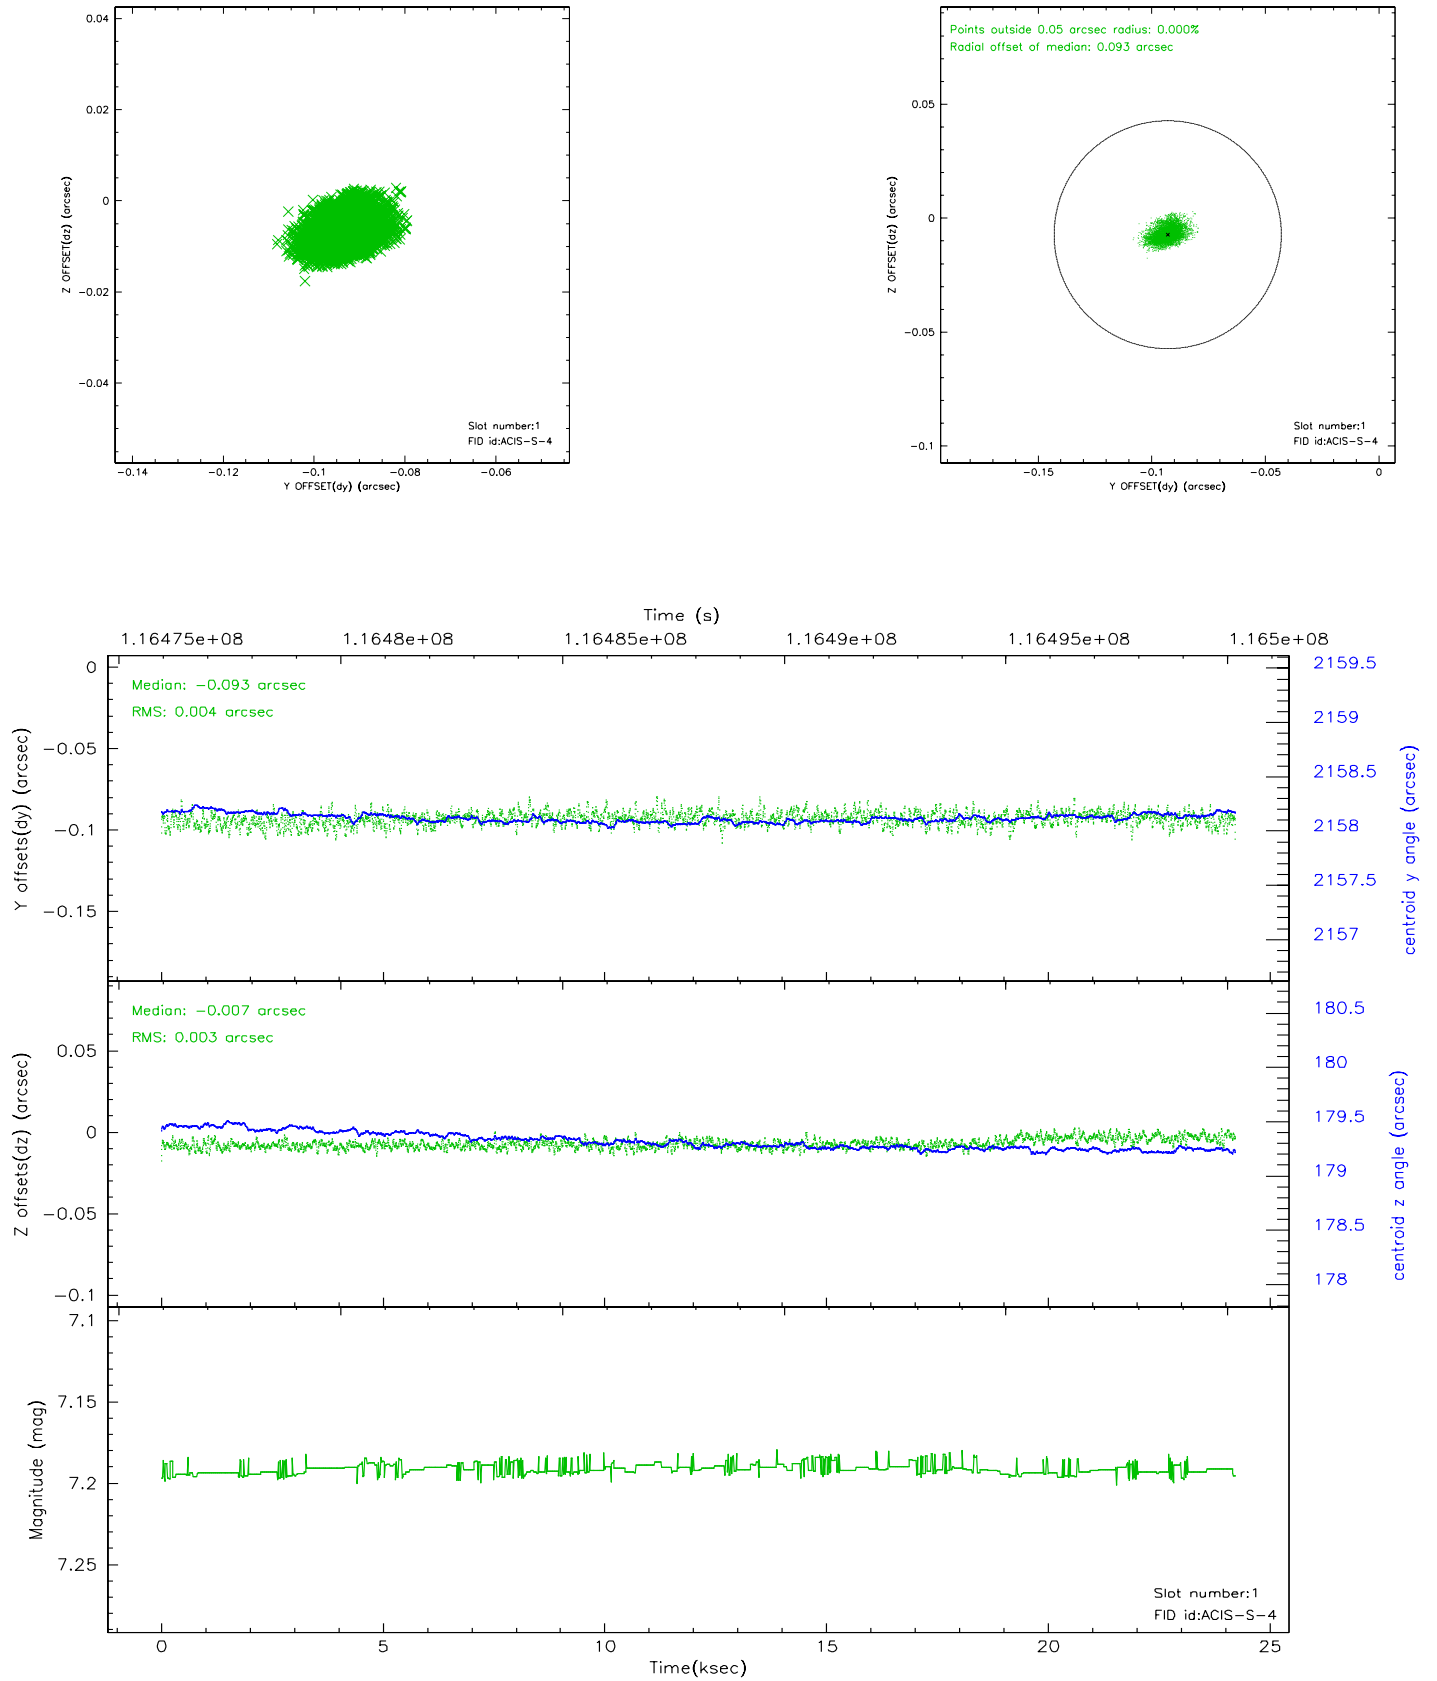 0.04
0.02
0
-0.02
-0.04
Z OFFSET(dz) (arcsec)
Slot number:1
FID id:ACIS-S-4
-0.14 -0.12 -0.1 -0.08 -0.06
Y OFFSET(dy) (arcsec)
Points outside 0.05 arcsec radius: 0.000%
Radial offset of median: 0.093 arcsec
0.05
0
-0.05
-0.1
Z OFFSET(dz) (arcsec)
Slot number:1
FID id:ACIS-S-4
-0.15 -0.1 -0.05 0
Y OFFSET(dy) (arcsec)
Time (s)
1.16475e+08 1.1648e+08 1.16485e+08 1.1649e+08 1.16495e+08 1.165e+08
0
-0.05
-0.1
-0.15
Y offsets(dy) (arcsec)
Median: -0.093 arcsec
RMS: 0.004 arcsec
2159.5
2159
2158.5
2158
2157.5
2157
centroid y angle (arcsec)
0.05
0
-0.05
-0.1
Z offsets(dz) (arcsec)
Median: -0.007 arcsec
RMS: 0.003 arcsec
180.5
180
179.5
179
178.5
178
centroid z angle (arcsec)
7.1
7.15
7.2
7.25
Magnitude (mag)
Slot number:1
FID id:ACIS-S-4
0 5 10 15 20 25
Time(ksec)